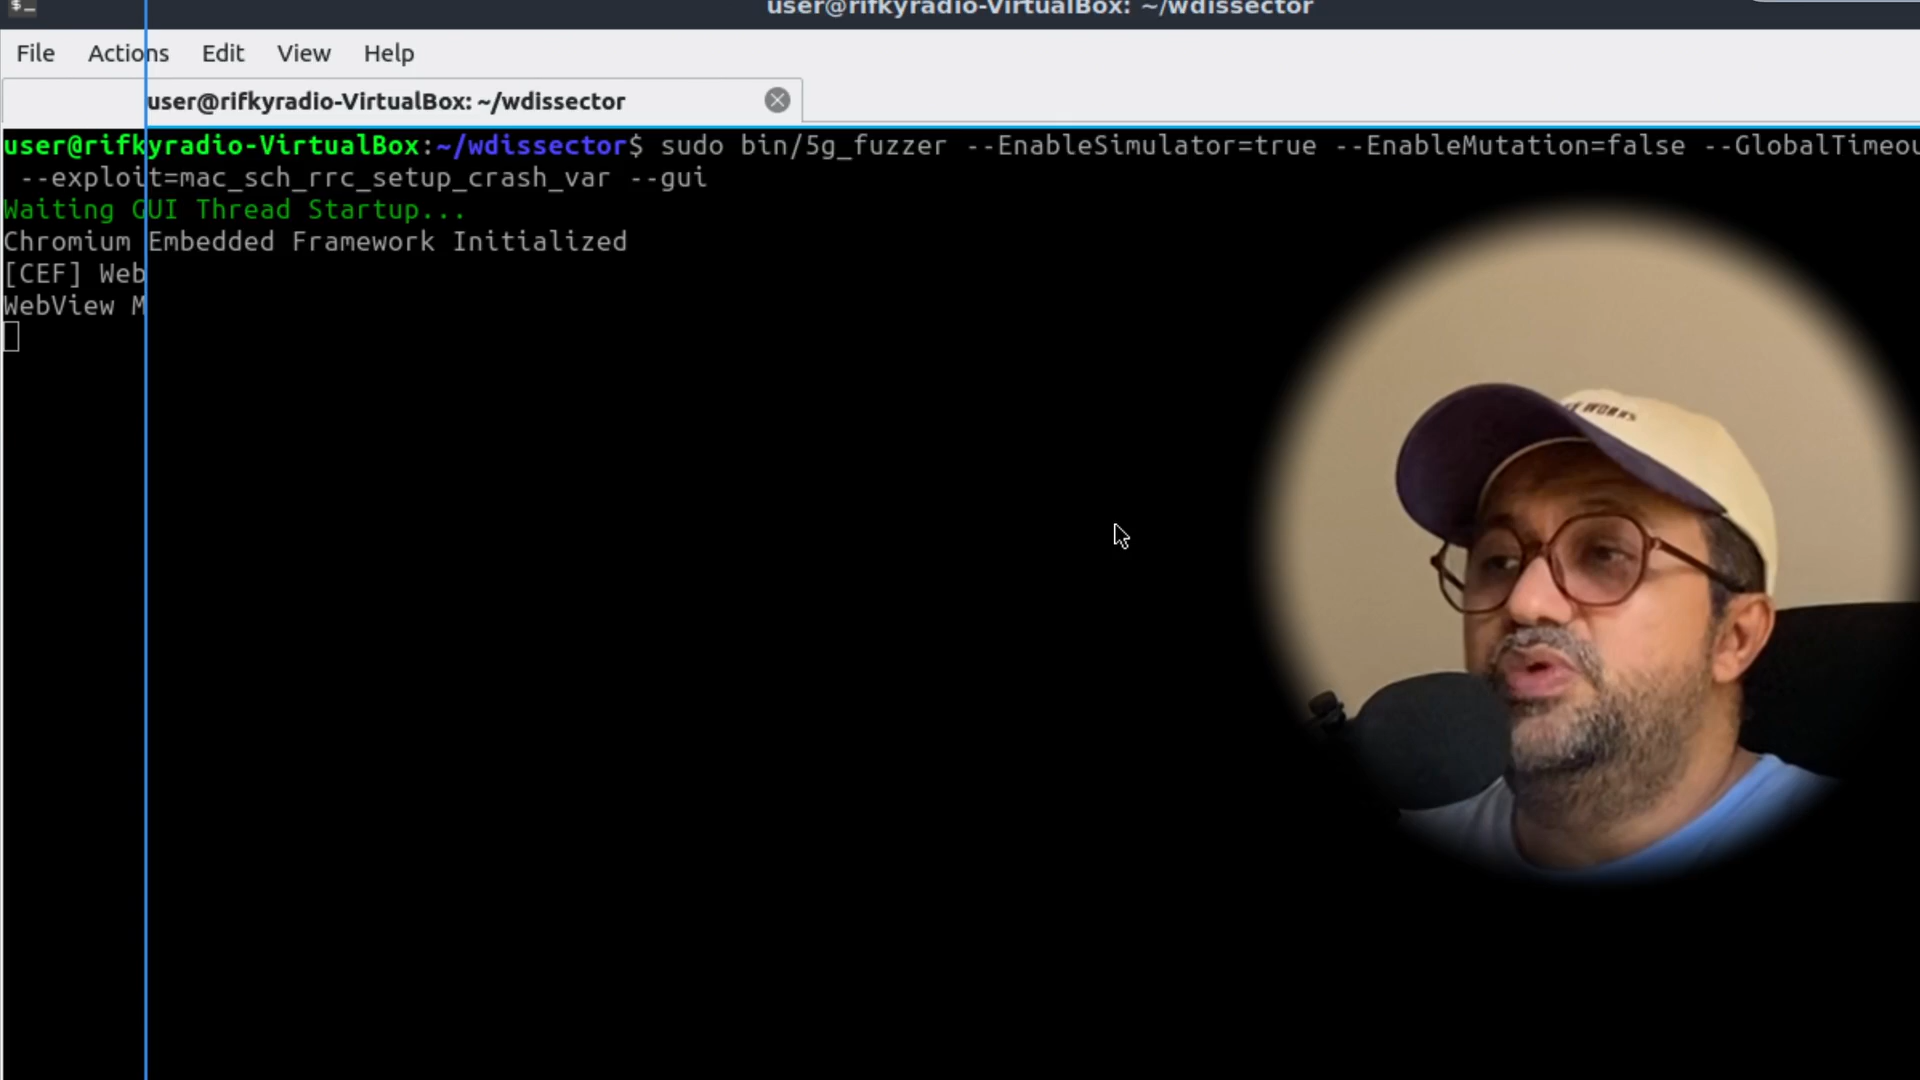 user@rifkyradio-VirtualBox: ~/wdissector
File Actions Edit View Help
user@rifkyradio-VirtualBox: ~/wdissector
user@rifkyradio-VirtualBox:~/wdissector$ sudo bin/5g_fuzzer --EnableSimulator=true --EnableMutation=false --GlobalTimeou
--exploit=mac_sch_rrc_setup_crash_var --gui
Waiting GUI Thread Startup...
Chromium Embedded Framework Initialized
[CEF] Web
WebView M